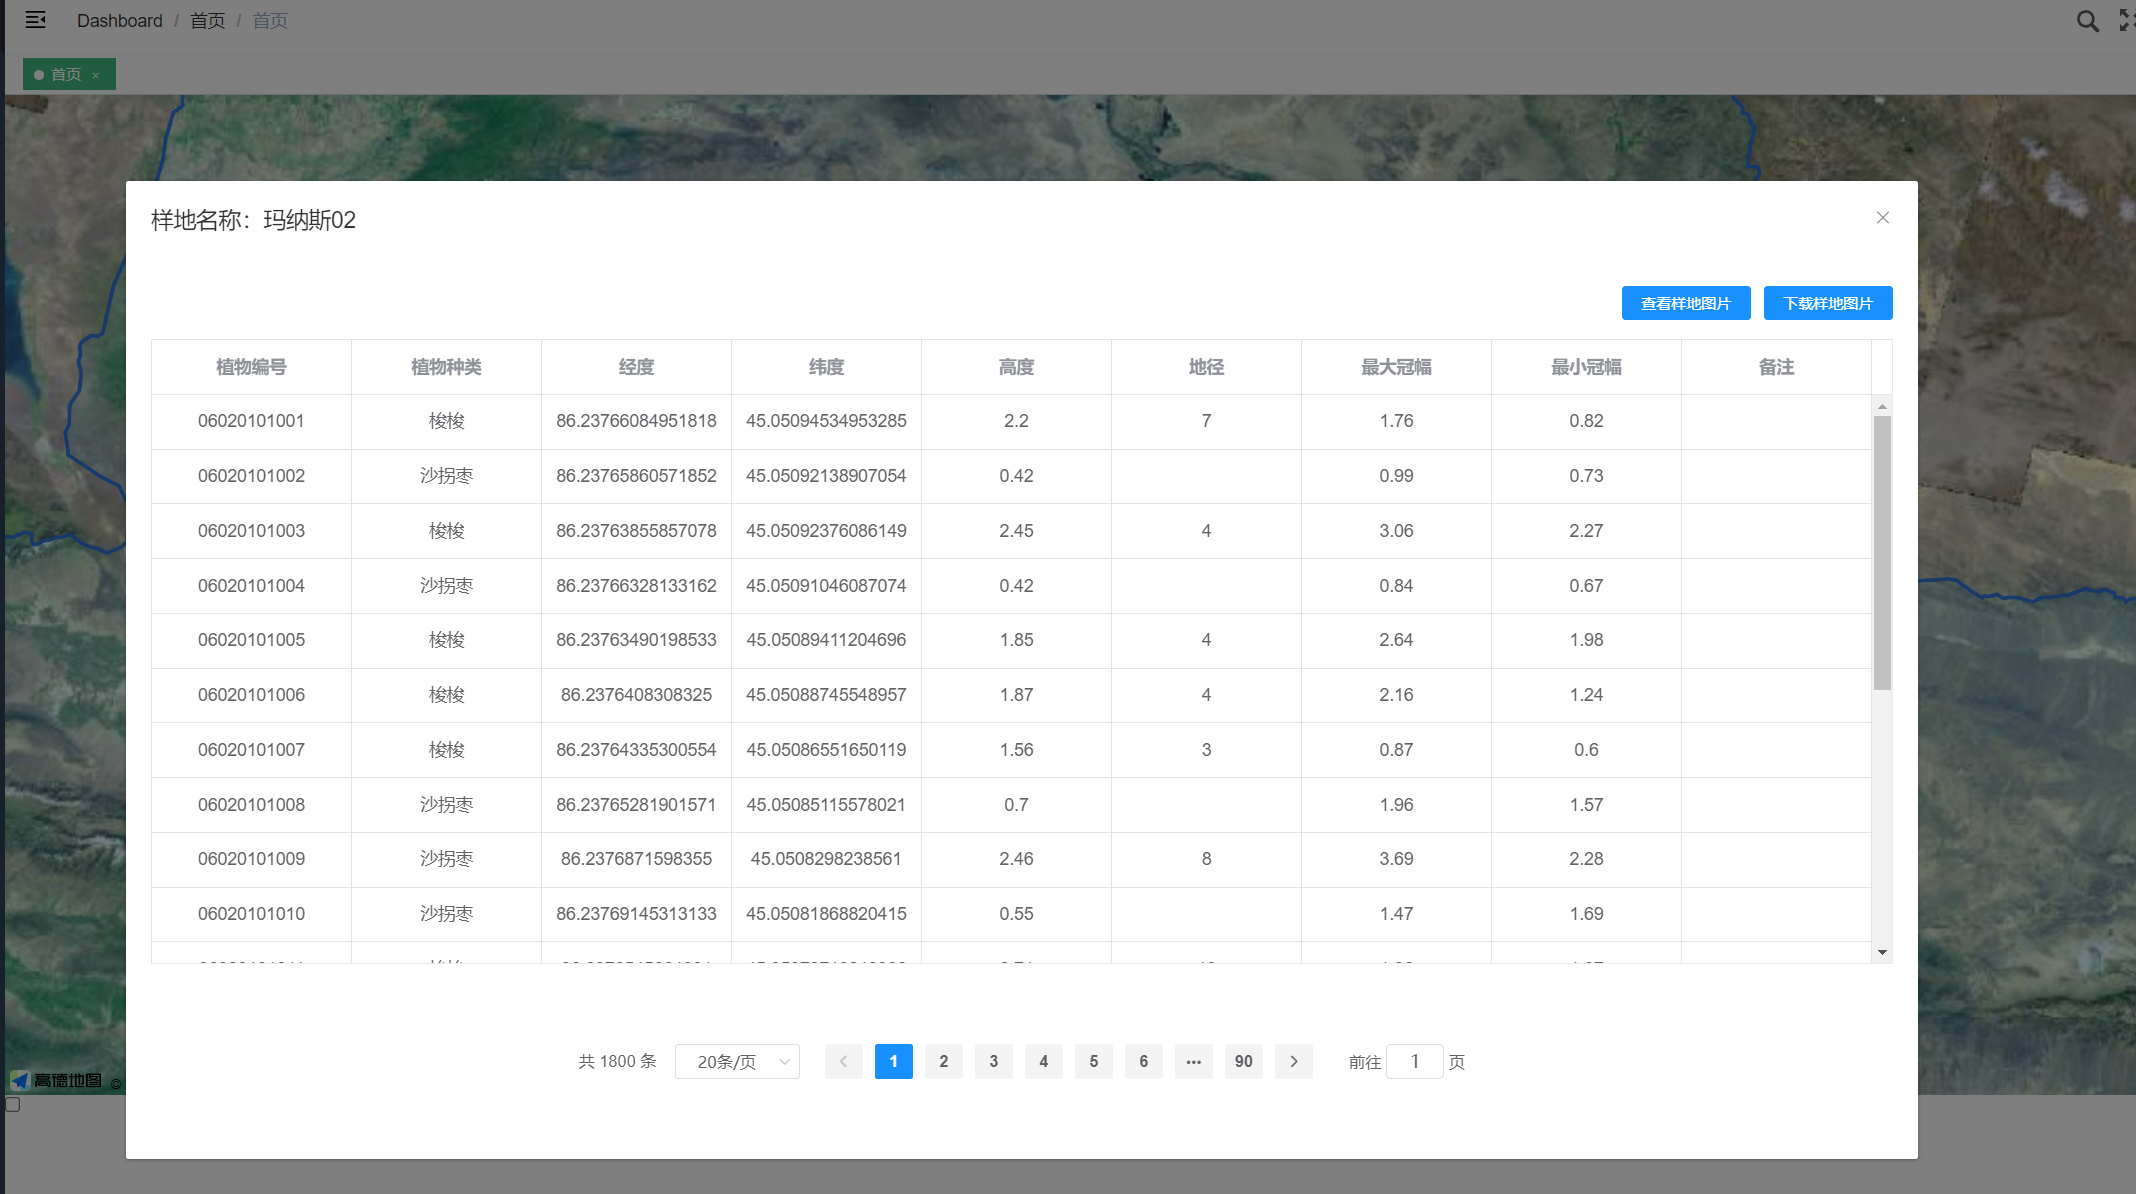 Dashboard / 首页 / 首页
首页 ×
样地名称：玛纳斯02
查看样地图片 下载样地图片
植物编号 植物种类 经度 纬度 高度 地径 最大冠幅 最小冠幅 备注
06020101001 梭梭 86.23766084951818 45.05094534953285 2.2 7 1.76 0.82
06020101002 沙拐枣 86.23765860571852 45.05092138907054 0.42 0.99 0.73
06020101003 梭梭 86.23763855857078 45.05092376086149 2.45 4 3.06 2.27
06020101004 沙拐枣 86.23766328133162 45.05091046087074 0.42 0.84 0.67
06020101005 梭梭 86.23763490198533 45.05089411204696 1.85 4 2.64 1.98
06020101006 梭梭 86.2376408308325 45.05088745548957 1.87 4 2.16 1.24
06020101007 梭梭 86.23764335300554 45.05086551650119 1.56 3 0.87 0.6
06020101008 沙拐枣 86.23765281901571 45.05085115578021 0.7 1.96 1.57
06020101009 沙拐枣 86.2376871598355 45.0508298238561 2.46 8 3.69 2.28
06020101010 沙拐枣 86.23769145313133 45.05081868820415 0.55 1.47 1.69
共 1800 条 20条/页 1 2 3 4 5 6 ••• 90 前往 1 页
高德地图 ©